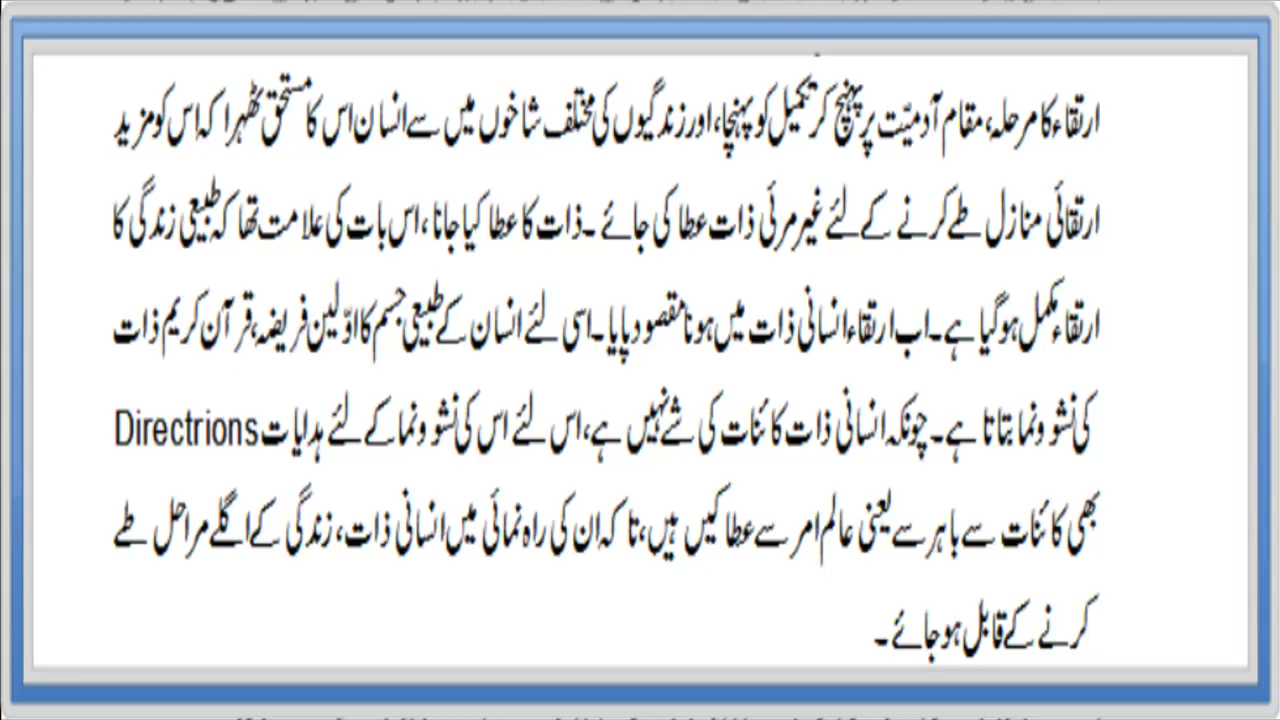 ارتقاء کا مرحلہ، مقام آدمیّت پر پہنچ کر تکمیل کو پہنچا، اور زندگیوں کی مختلف شاخوں میں سے انسان اس کا مستحق ٹھہرا کہ اس کو مزید
ارتقائی منازل طے کرنے کے لئے غیر مرئی ذات عطا کی جائے ۔ ذات کا عطا کیا جانا ، اس بات کی علامت تھا کہ طبیعی زندگی کا
ارتقاء مکمل ہو گیا ہے ۔ اب ارتقاء انسانی ذات میں ہونا مقصود پایا ۔ اسی لئے انسان کے طبیعی جسم کا اوّلین فریضہ، قرآن کریم ذات
کی نشو ونما بتاتا ہے ۔ چونکہ انسانی ذات کائنات کی شے نہیں ہے، اس لئے اس کی نشو ونما کے لئے ہدایات Directrions
بھی کائنات سے باہر سے یعنی عالم امر سے عطا کیں ہیں، تا کہ ان کی راہ نمائی میں انسانی ذات، زندگی کے اگلے مراحل طے
کرنے کے قابل ہو جائے ۔